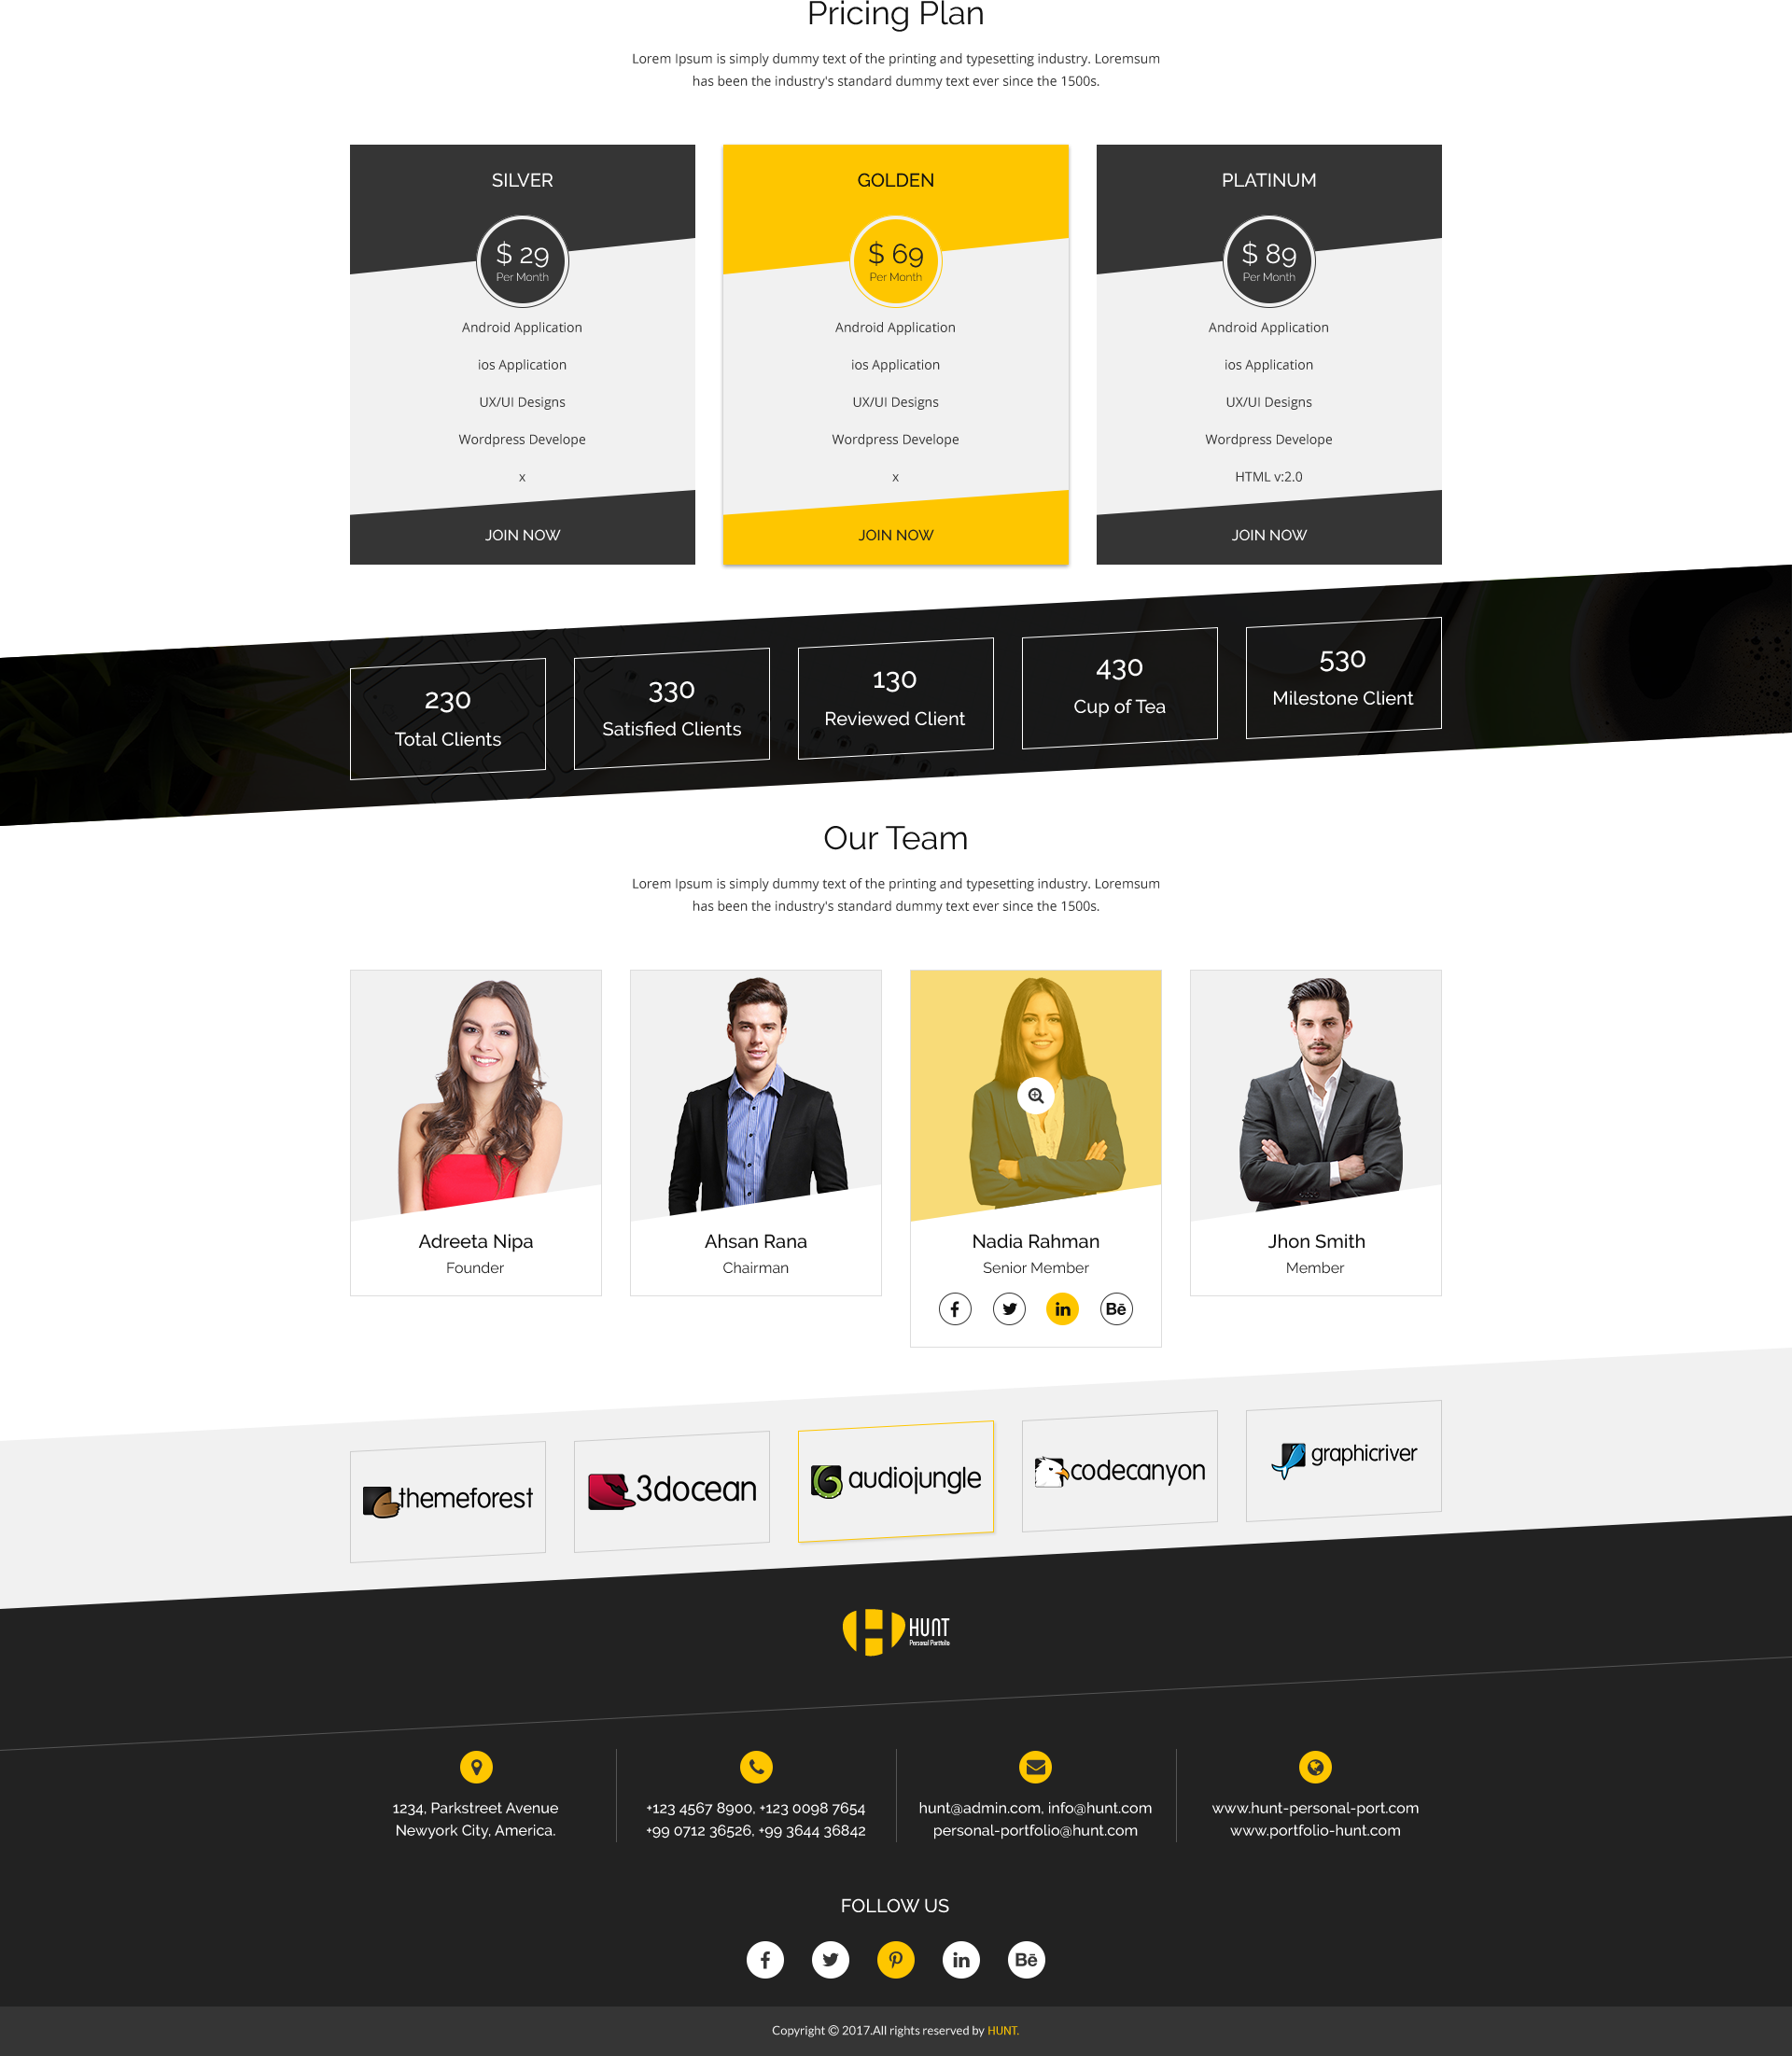 Pricing Plan
Lorem Ipsum is simply dummy text of the printing and typesetting industry. Loremsum
has been the industry's standard dummy text ever since the 1500s.
SILVER
$ 29
Per Month
Android Application
ios Application
UX/UI Designs
Wordpress Develope
x
JOIN NOW
GOLDEN
$ 69
Per Month
Android Application
ios Application
UX/UI Designs
Wordpress Develope
x
JOIN NOW
PLATINUM
$ 89
Per Month
Android Application
ios Application
UX/UI Designs
Wordpress Develope
HTML v:2.0
JOIN NOW
230
Total Clients
330
Satisfied Clients
130
Reviewed Client
430
Cup of Tea
530
Milestone Client
Our Team
Lorem Ipsum is simply dummy text of the printing and typesetting industry. Loremsum
has been the industry's standard dummy text ever since the 1500s.
Adreeta Nipa
Founder
Ahsan Rana
Chairman
Nadia Rahman
Senior Member
in
Bē
Jhon Smith
Member
themeforest
3docean
audiojungle
codecanyon
graphicriver
HUNT
Personal Portfolio
1234, Parkstreet Avenue
Newyork City, America.
+123 4567 8900, +123 0098 7654
+99 0712 36526, +99 3644 36842
hunt@admin.com, info@hunt.com
personal-portfolio@hunt.com
www.hunt-personal-port.com
www.portfolio-hunt.com
FOLLOW US
in
Bē
Copyright © 2017.All rights reserved by HUNT.